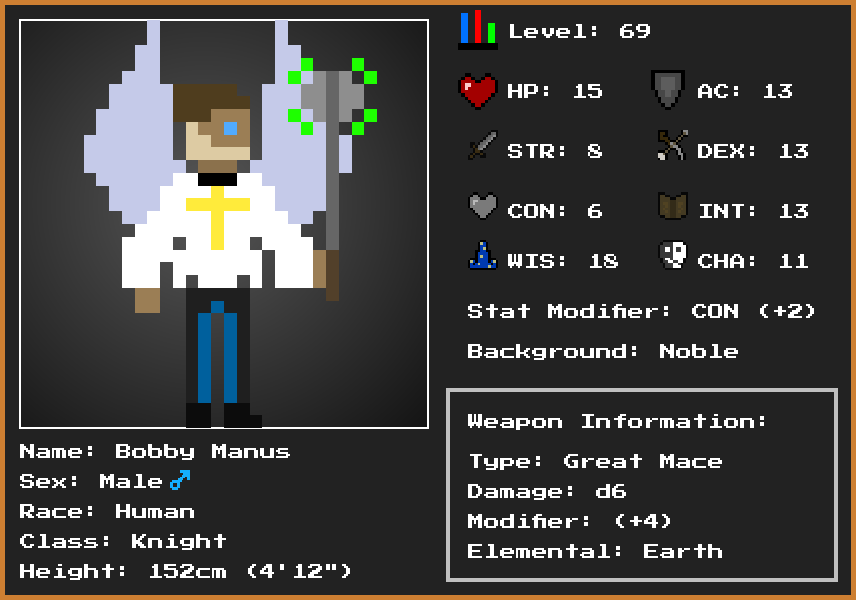 Level: 69
HP: 15
AC: 13
STR: 8
DEX: 13
CON: 6
INT: 13
WIS: 18
CHA: 11
Stat Modifier: CON (+2)
Background: Noble
Weapon Information:
Type: Great Mace
Damage: d6
Modifier: (+4)
Elemental: Earth
Name: Bobby Manus
Sex: Male♂
Race: Human
Class: Knight
Height: 152cm (4'12")